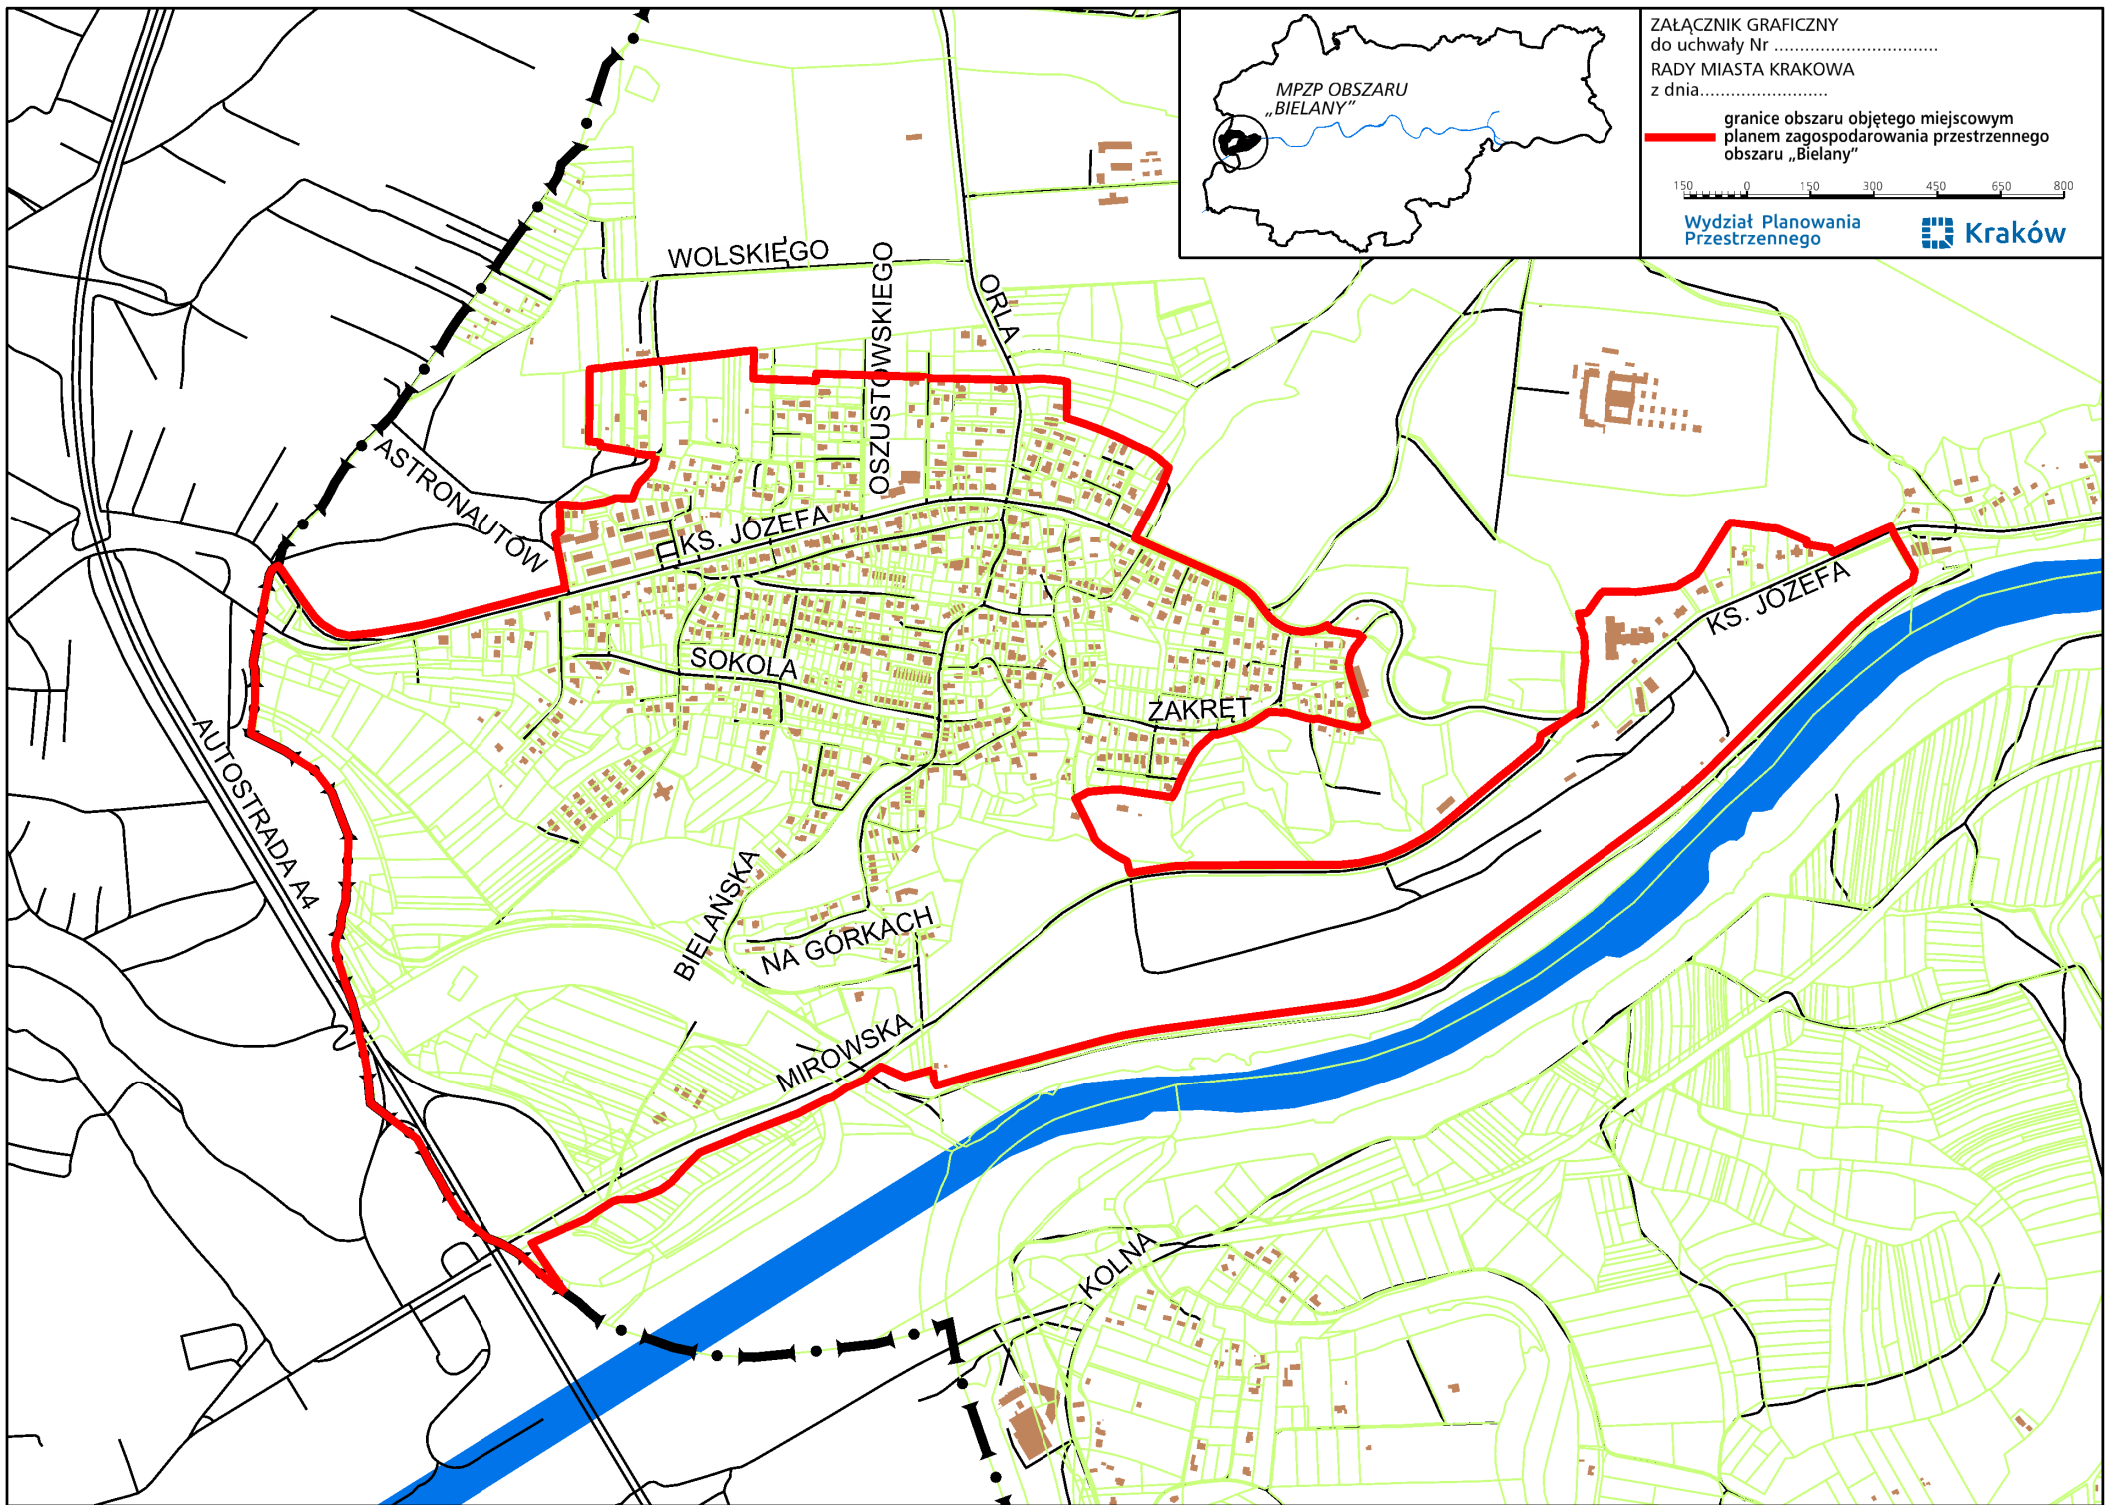 ZAŁĄCZNIK GRAFICZNY
do uchwały Nr ................................
RADY MIASTA KRAKOWA
z dnia.........................
granice obszaru objętego miejscowym
planem zagospodarowania przestrzennego
obszaru „Bielany”
150 0 150 300 450 650 800
Wydział Planowania
Przestrzennego
Kraków
MPZP OBSZARU
„BIELANY”
WOLSKIEGO
OSZUSTOWSKIEGO
ORLA
ASTRONAUTÓW
KS. JÓZEFA
KS. JÓZEFA
SOKOLA
ZAKRĘT
AUTOSTRADA A4
BIELAŃSKA
NA GÓRKACH
MIROWSKA
KOLNA